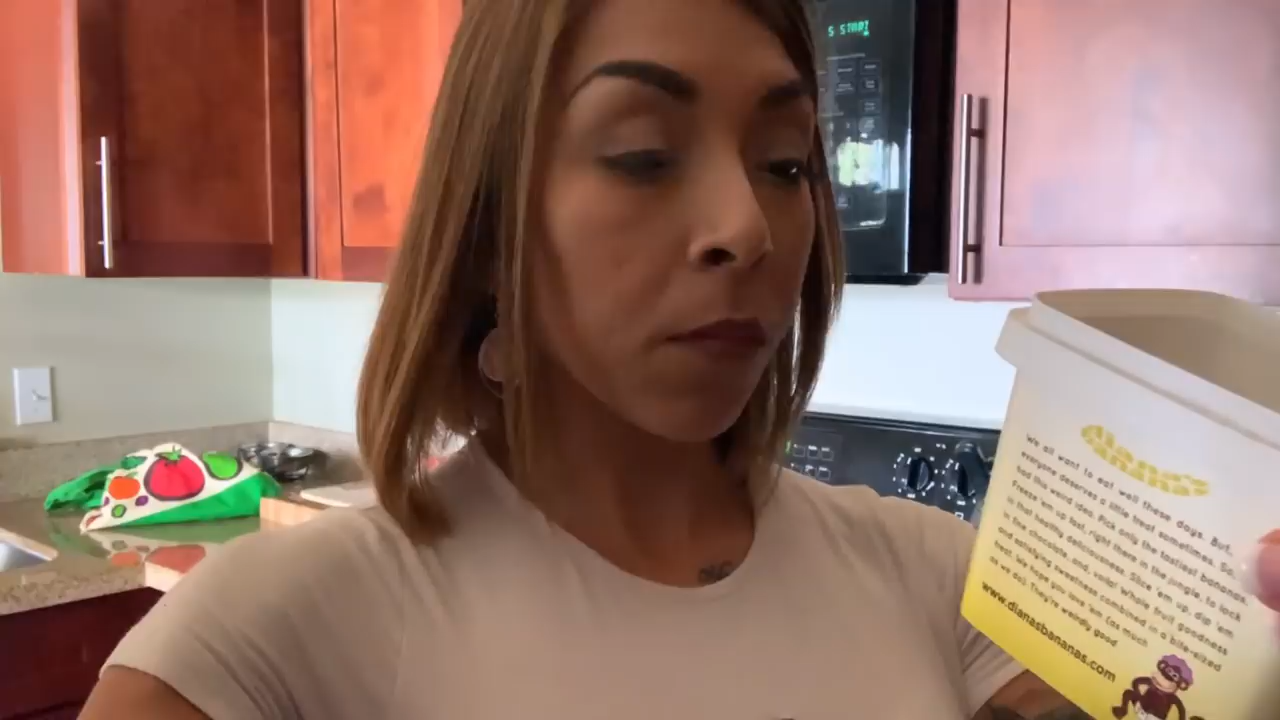 S START
Diana's
Bananas
We all want to eat well these days. But,
everyone deserves a little treat sometimes. So,
had this weird idea. Pick only the tastiest bananas.
Freeze 'em up fast, right there in the jungle, to lock
in that healthy deliciousness. Slice 'em up, dip 'em
in fine chocolate, and, voila! Whole fruit goodness
and satisfying sweetness combined in a bite-sized
treat. We hope you love 'em (as much
as we do). They're weirdly good
www.dianasbananas.com